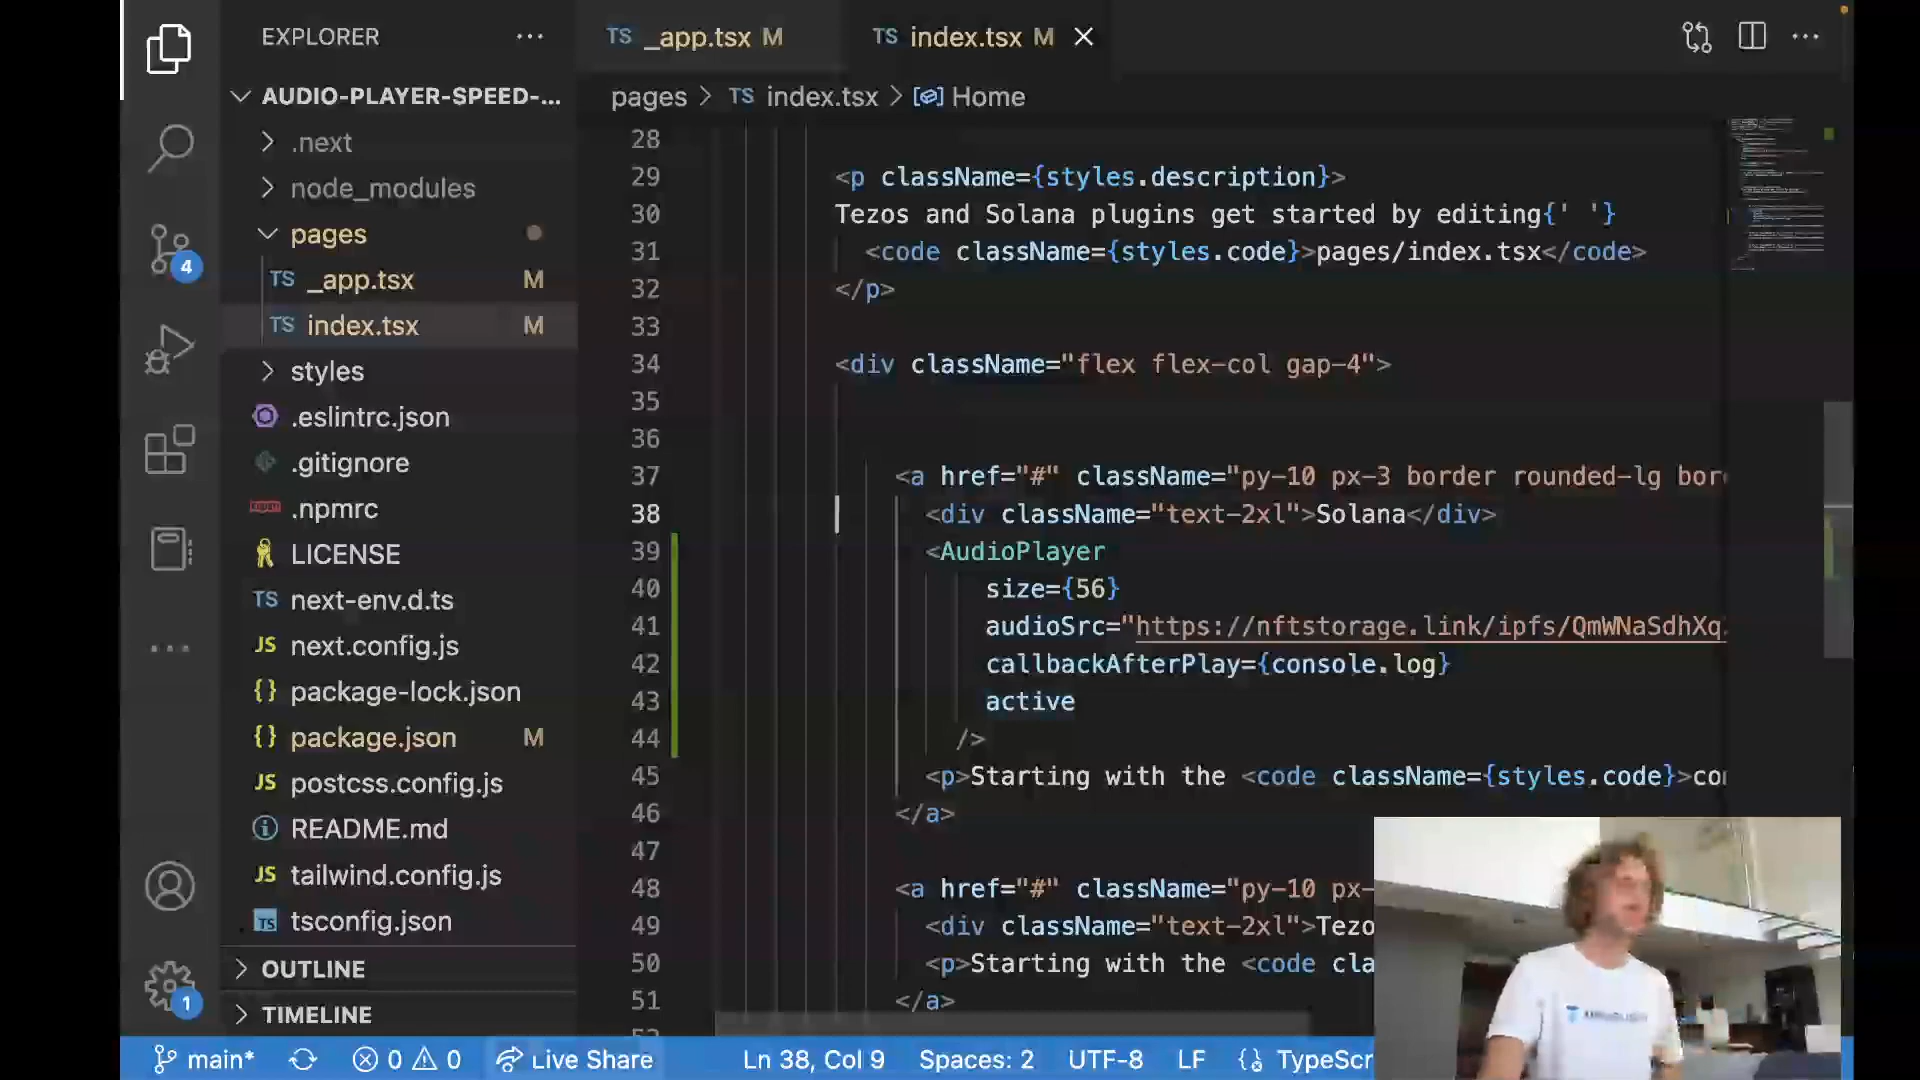 EXPLORER
AUDIO-PLAYER-SPEED-...
.next
node_modules
pages
TS _app.tsx M
TS index.tsx M
styles
.eslintrc.json
.gitignore
.npmrc
LICENSE
TS next-env.d.ts
JS next.config.js
{} package-lock.json
{} package.json M
JS postcss.config.js
README.md
JS tailwind.config.js
TS tsconfig.json
OUTLINE
TIMELINE
4
1
TS _app.tsx M
TS index.tsx M
pages > TS index.tsx > Home
28
29 <p className={styles.description}>
30 Tezos and Solana plugins get started by editing{' '}
31 <code className={styles.code}>pages/index.tsx</code>
32 </p>
33
34 <div className="flex flex-col gap-4">
35
36
37 <a href="#" className="py-10 px-3 border rounded-lg bor
38 <div className="text-2xl">Solana</div>
39 <AudioPlayer
40 size={56}
41 audioSrc="https://nftstorage.link/ipfs/QmWNaSdhXq
42 callbackAfterPlay={console.log}
43 active
44 />
45 <p>Starting with the <code className={styles.code}>co
46 </a>
47
48 <a href="#" className="py-10 px-
49 <div className="text-2xl">Tezo
50 <p>Starting with the <code cla
51 </a>
main* 0 0 Live Share Ln 38, Col 9 Spaces: 2 UTF-8 LF {} TypeScr